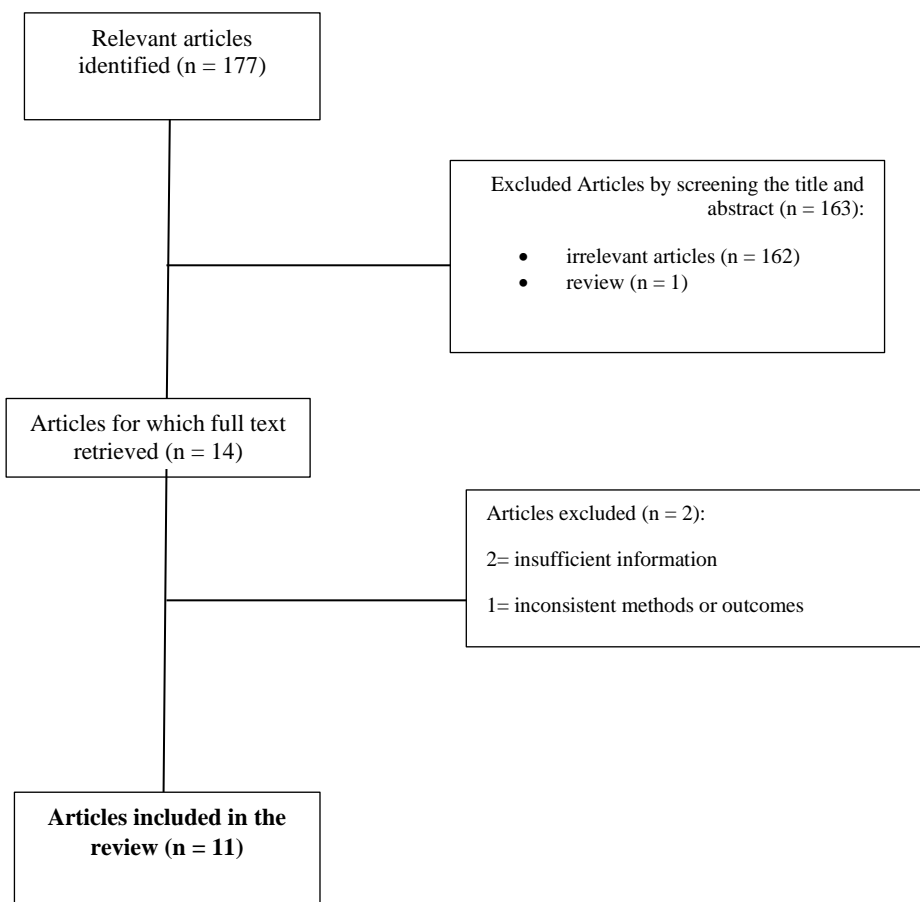 Relevant articles
identified (n = 177)
Excluded Articles by screening the title and
abstract (n = 163):
• irrelevant articles (n = 162)
• review (n = 1)
Articles for which full text
retrieved (n = 14)
Articles excluded (n = 2):
2= insufficient information
1= inconsistent methods or outcomes
Articles included in the
review (n = 11)